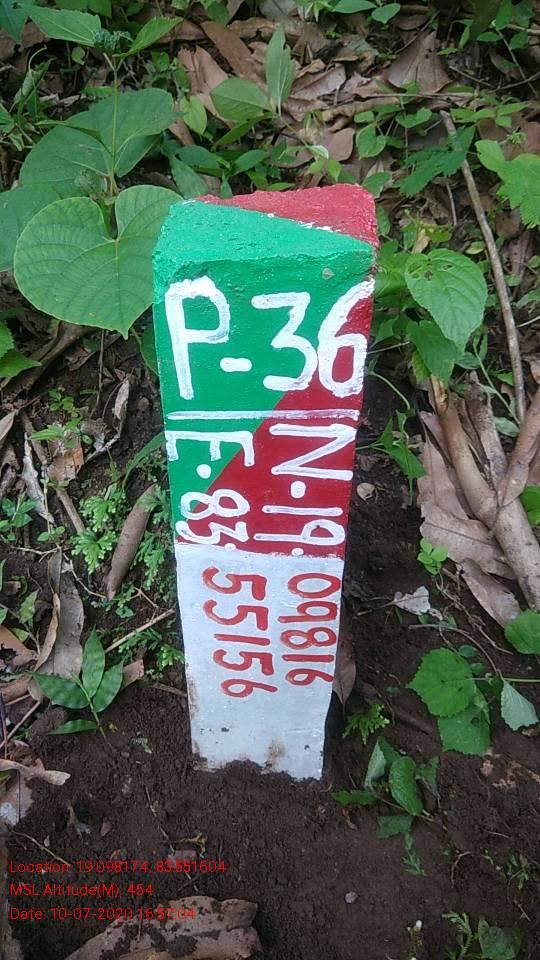 P-36
N-19.09816
E-83.55156
Location: 19.098174, 83.551604
MSL Altitude(M): 454
Date: 10-07-2020 16:57:04